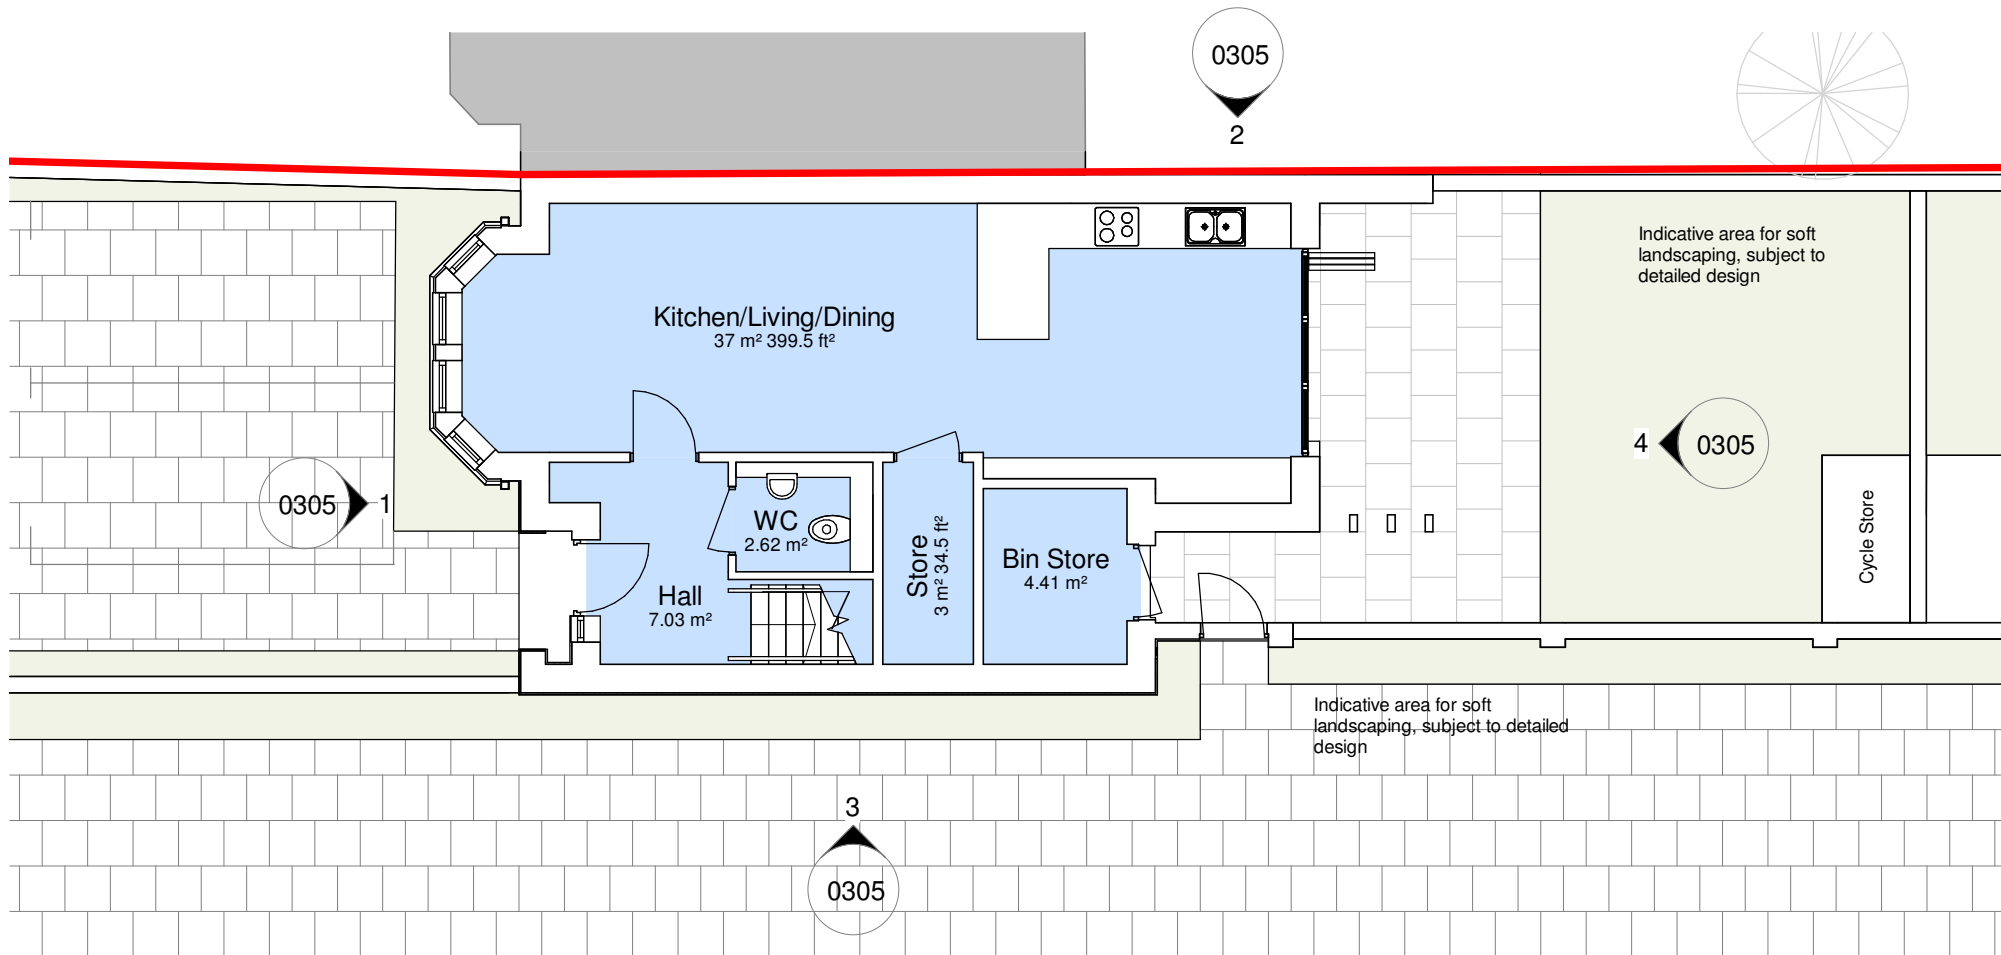 0305
2
Indicative area for soft
landscaping, subject to
detailed design
Kitchen/Living/Dining
37 m² 399.5 ft²
4
0305
0305
1
WC
2.62 m²
Store
3 m² 34.5 ft²
Bin Store
4.41 m²
Cycle Store
Hall
7.03 m²
Indicative area for soft
landscaping, subject to detailed
design
3
0305